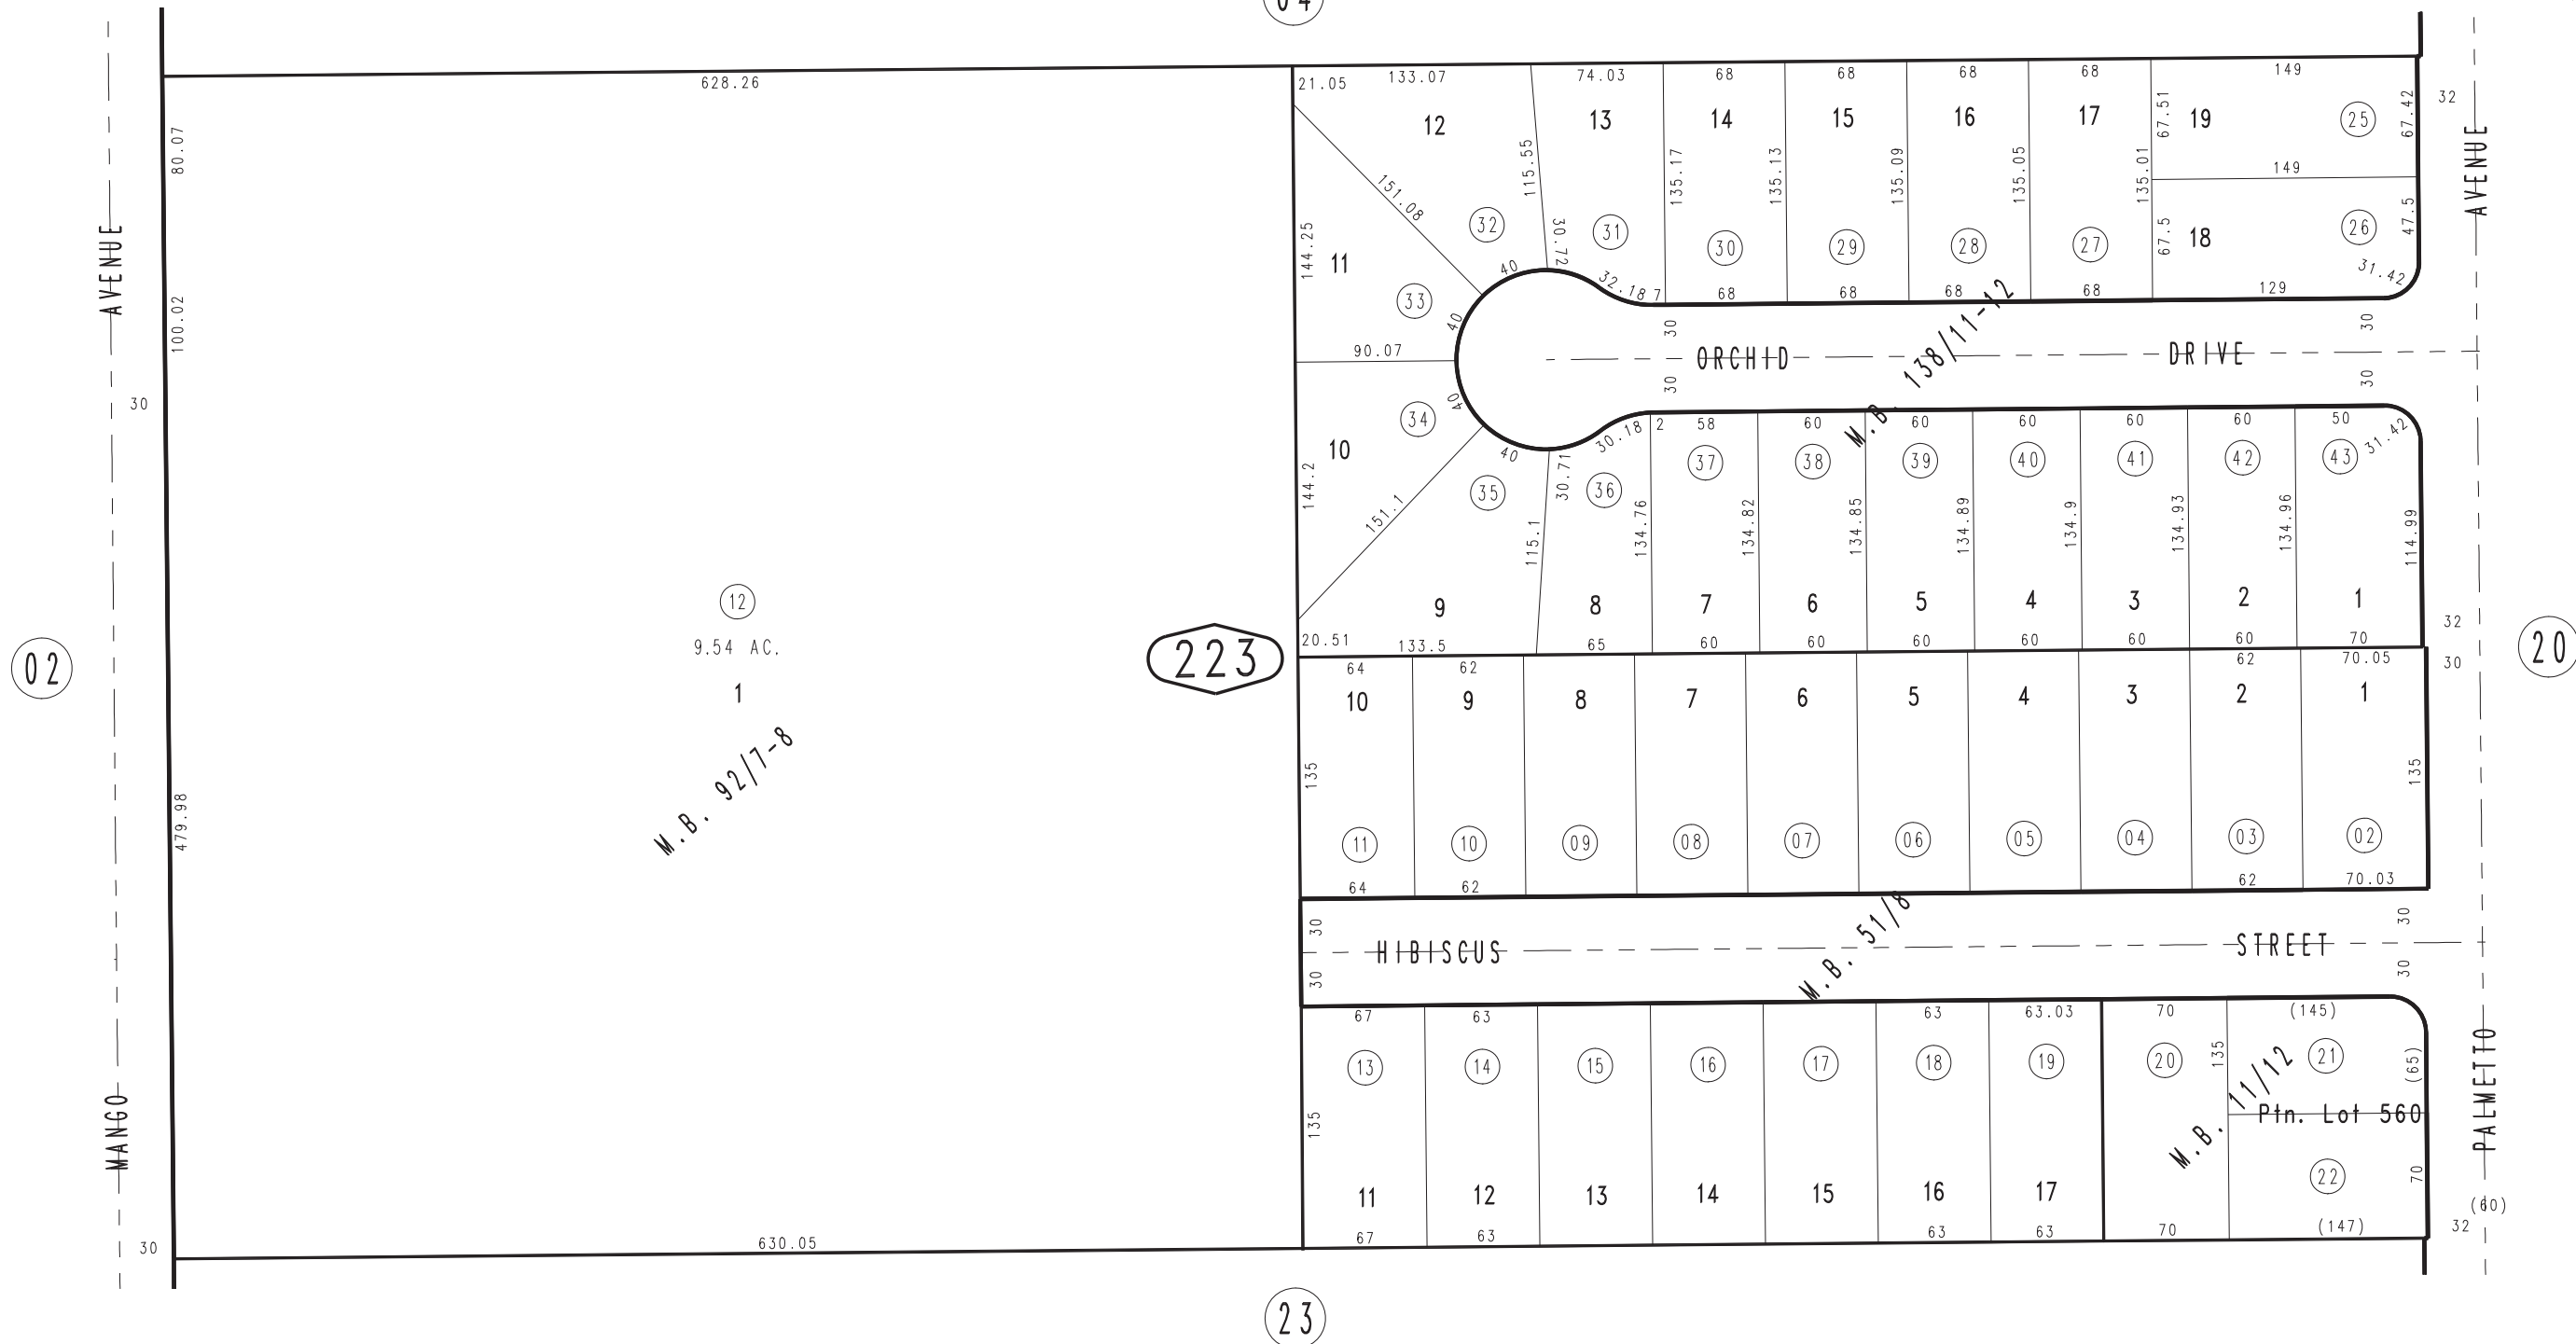 04
628.26
21.05 133.07 74.03 68 68 68 68 149
80.07
12 13 14 15 16 17 67.51 19 25 67.42 32
151.08 115.55 135.17 135.13 135.09 135.05 135.01 149
AVENUE
AVENUE
144.25 11 32 30.72 31 30 29 28 27 67.5 18 26 47.5
100.02
33 40 32.18 7 68 68 68 68 129 31.42
40 30 30
90.07
ORCHID DRIVE
M.B. 138/11-12
30
30 30
34 40
10 40 30.18 2 58 60 60 60 60 60 50 31.42
144.2 151.1 35 30.71 36 37 38 39 40 41 42 43
115.1 134.76 134.82 134.85 134.89 134.9 134.93 134.96 114.99
12
9 8 7 6 5 4 3 2 1
32
20.51 133.5 65 60 60 60 60 60 60 70
9.54 AC.
02 223 20
64 62 62 70.05 30
1
10 9 8 7 6 5 4 3 2 1
M.B. 92/7-8
135 135
479.98
11 10 09 08 07 06 05 04 03 02
64 62 62 70.03
30 30
HIBISCUS STREET
M.B. 51/8
30 30
67 63 63 63.03 70 (145)
13 14 15 16 17 18 19 20 135 21 (65)
M.B. 11/12
Ptn. Lot 560
MANGO
PALMETTO
135
22 70
11 12 13 14 15 16 17
(60)
67 63 63 63 70 (147) 32
30 630.05
23